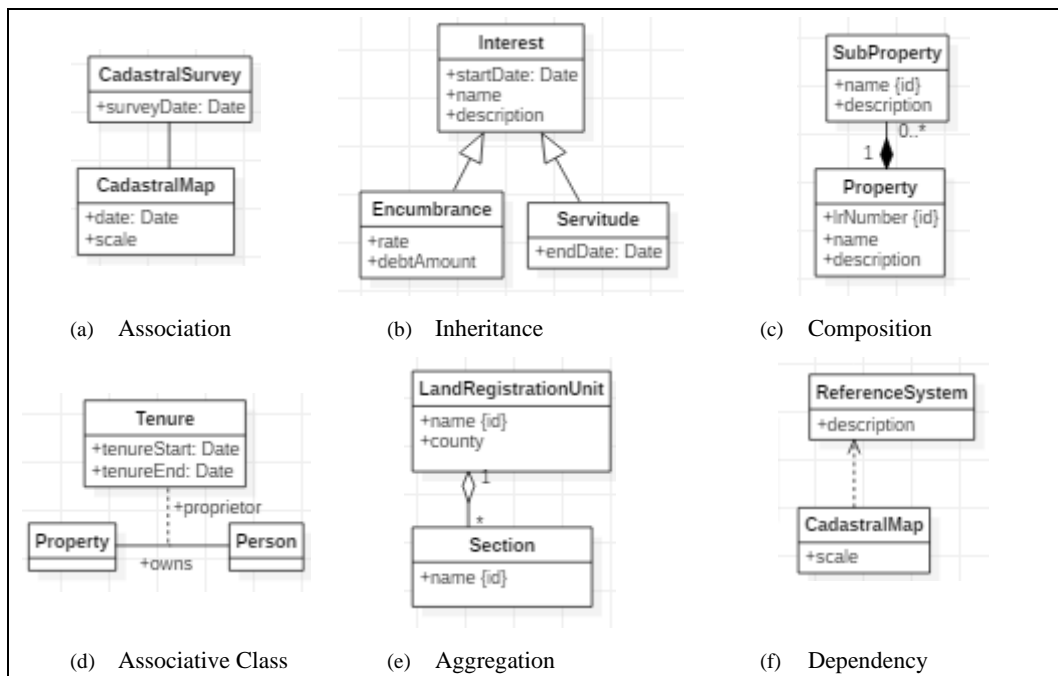 CadastralSurvey
+surveyDate: Date
CadastralMap
+date: Date
+scale
(a) Association
Interest
+startDate: Date
+name
+description
Encumbrance
+rate
+debtAmount
Servitude
+endDate: Date
(b) Inheritance
SubProperty
+name {id}
+description
0..*
1
Property
+lrNumber {id}
+name
+description
(c) Composition
Tenure
+tenureStart: Date
+tenureEnd: Date
+proprietor
Property
Person
+owns
(d) Associative Class
LandRegistrationUnit
+name {id}
+county
1
*
Section
+name {id}
(e) Aggregation
ReferenceSystem
+description
CadastralMap
+scale
(f) Dependency